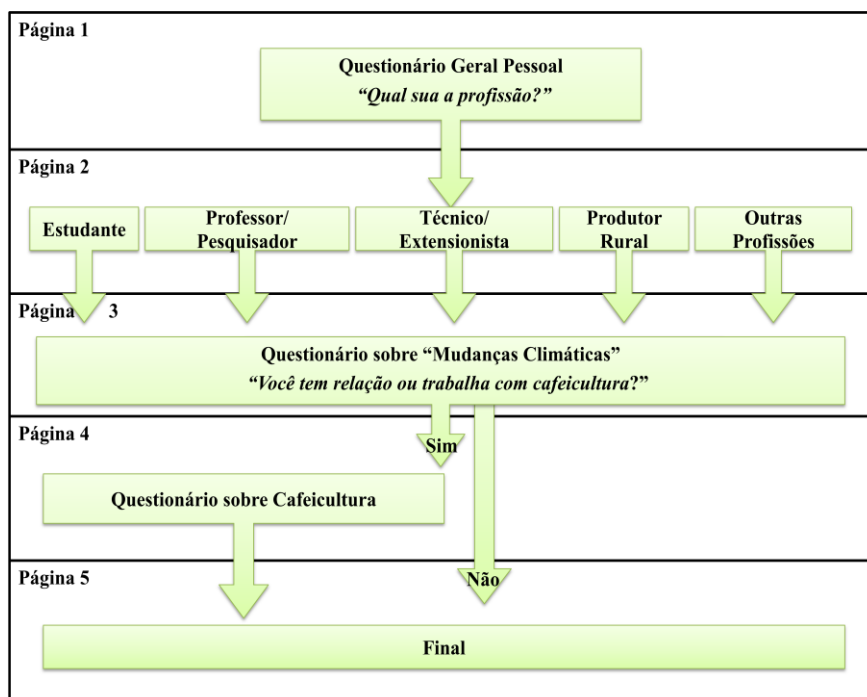 Página 1
Questionário Geral Pessoal
“Qual sua a profissão?”
Página 2
Estudante
Professor/
Pesquisador
Técnico/
Extensionista
Produtor
Rural
Outras
Profissões
Página 3
Questionário sobre “Mudanças Climáticas”
“Você tem relação ou trabalha com cafeicultura?”
Página 4
Sim
Questionário sobre Cafeicultura
Página 5
Não
Final